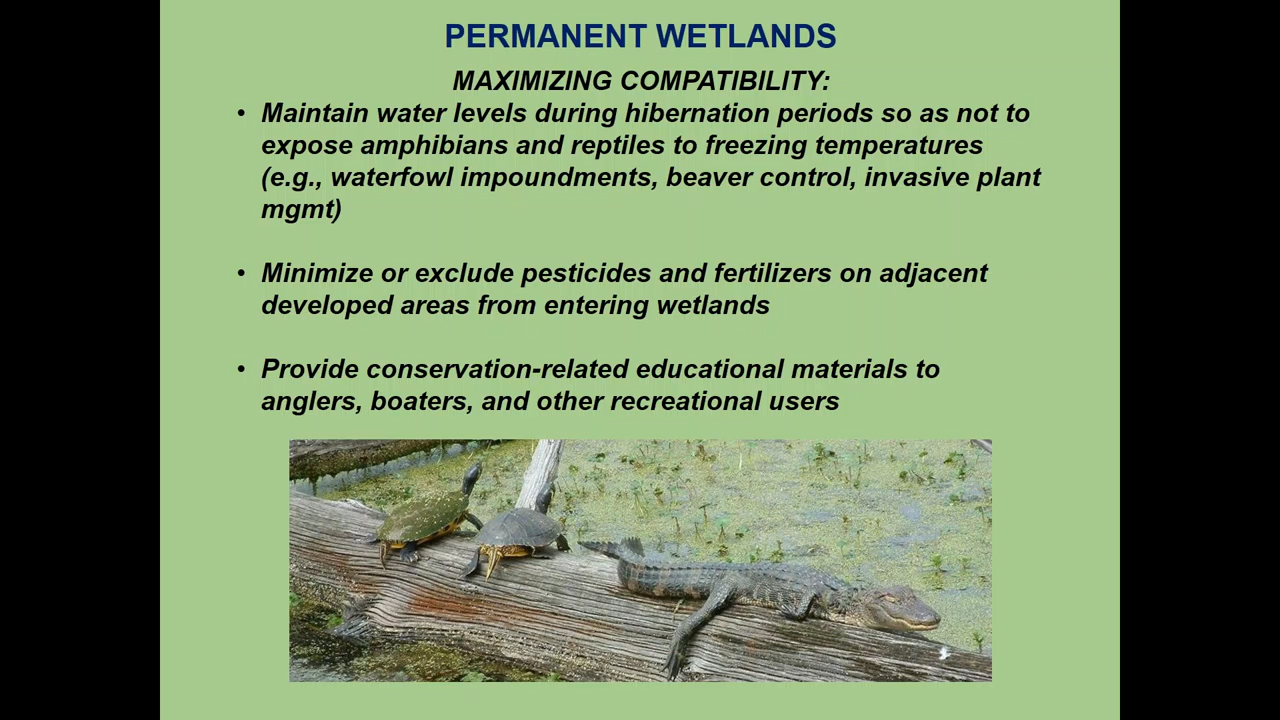 PERMANENT WETLANDS
MAXIMIZING COMPATIBILITY:
• Maintain water levels during hibernation periods so as not to
expose amphibians and reptiles to freezing temperatures
(e.g., waterfowl impoundments, beaver control, invasive plant
mgmt)
• Minimize or exclude pesticides and fertilizers on adjacent
developed areas from entering wetlands
• Provide conservation-related educational materials to
anglers, boaters, and other recreational users